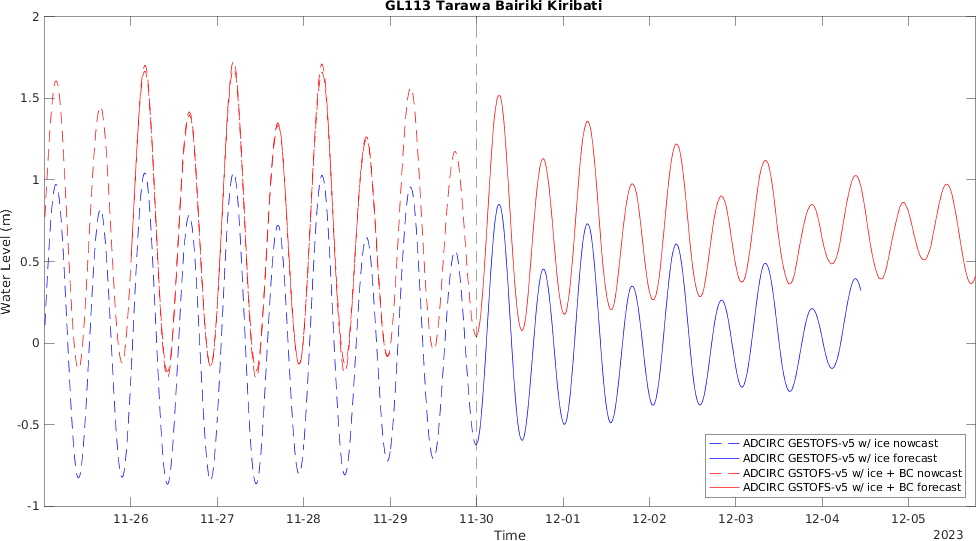 GL113 Tarawa Bairiki Kiribati
2
1.5
1
0.5
0
-0.5
-1
Water Level (m)
11-26
11-27
11-28
11-29
11-30
12-01
12-02
12-03
12-04
12-05
Time
2023
ADCIRC GESTOFS-v5 w/ ice nowcast
ADCIRC GESTOFS-v5 w/ ice forecast
ADCIRC GSTOFS-v5 w/ ice + BC nowcast
ADCIRC GSTOFS-v5 w/ ice + BC forecast